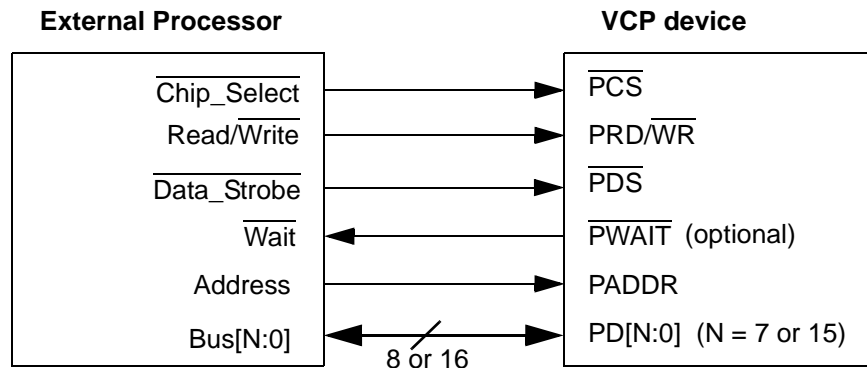 External Processor VCP device
Chip_Select PCS
Read/Write PRD/WR
Data_Strobe PDS
Wait PWAIT (optional)
Address PADDR
Bus[N:0] PD[N:0] (N = 7 or 15)
8 or 16